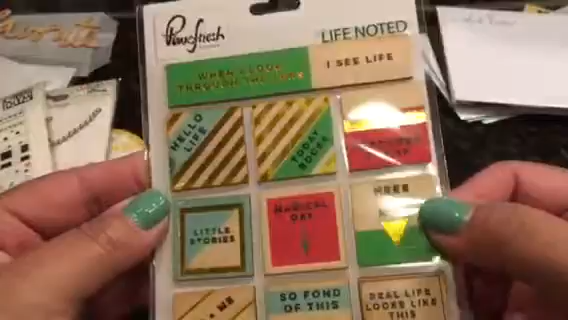 Pinkfresh
LIFE NOTED
WHEN I LOOK
THROUGH THE LENS
I SEE LIFE
HELLO
LIFE
TODAY
ROCKS
LITTLE
STORIES
MAGICAL
DAY
HERE
ME
SO FOND
OF THIS
REAL LIFE
LOOKS LIKE
THIS